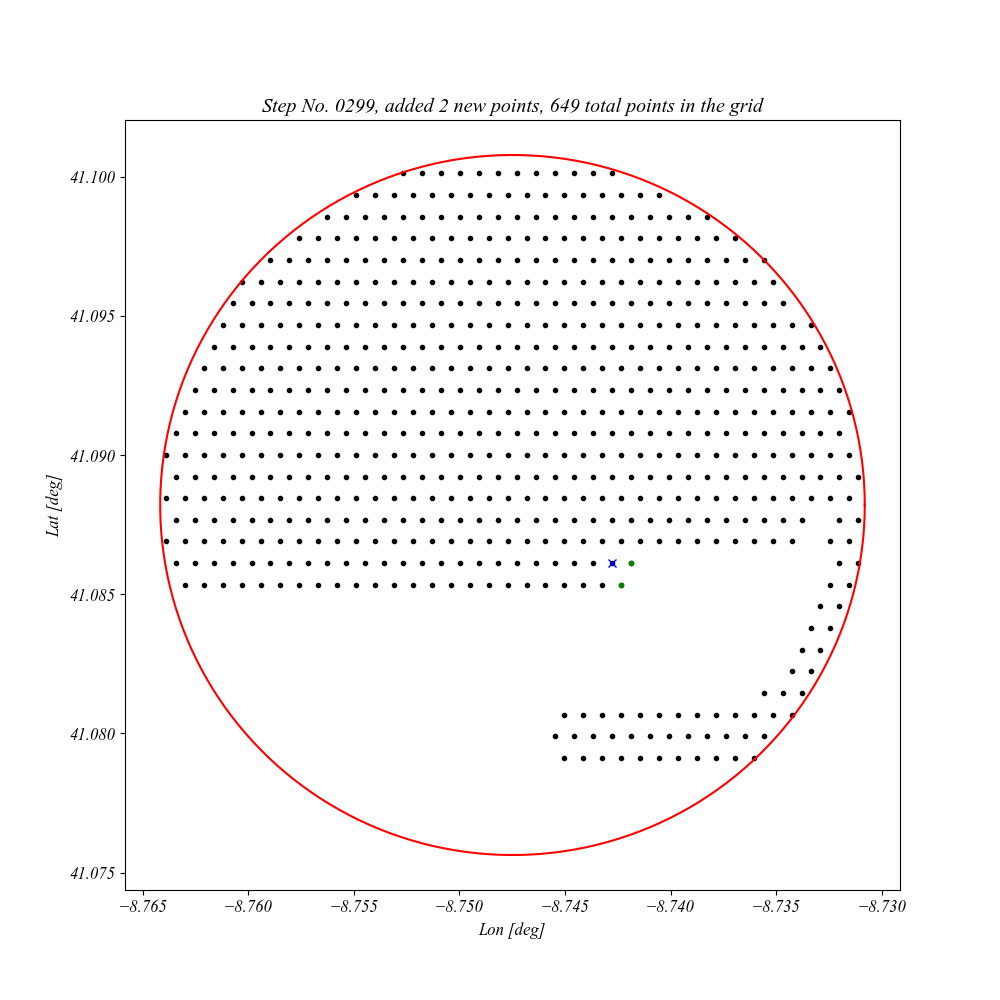 Step No. 0299, added 2 new points, 649 total points in the grid
41.100
41.095
41.090
41.085
41.080
41.075
Lat [deg]
−8.765 −8.760 −8.755 −8.750 −8.745 −8.740 −8.735 −8.730
Lon [deg]